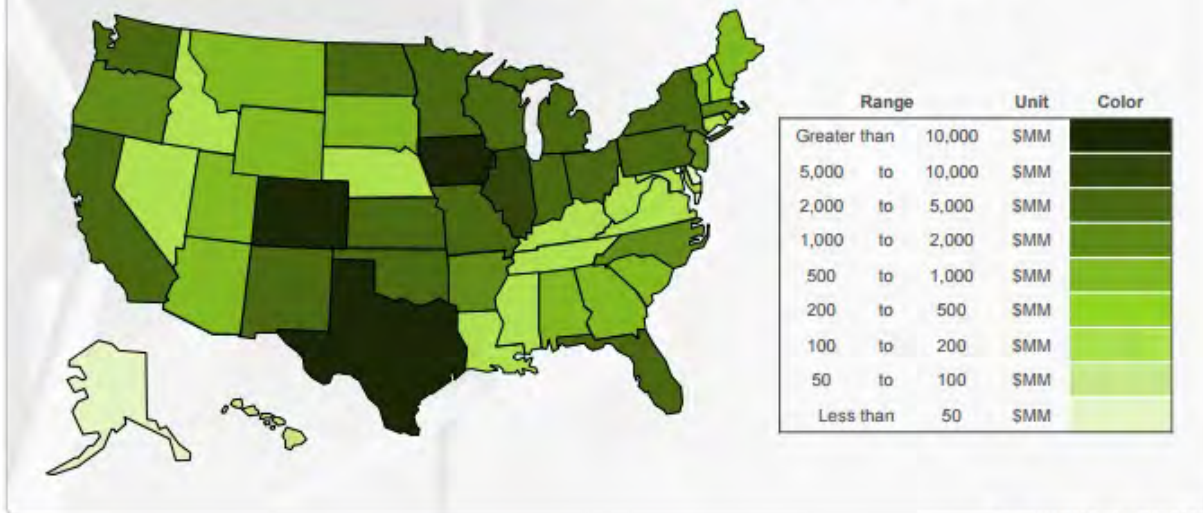 Range Unit Color
Greater than 10,000 $MM
5,000 to 10,000 $MM
2,000 to 5,000 $MM
1,000 to 2,000 $MM
500 to 1,000 $MM
200 to 500 $MM
100 to 200 $MM
50 to 100 $MM
Less than 50 $MM